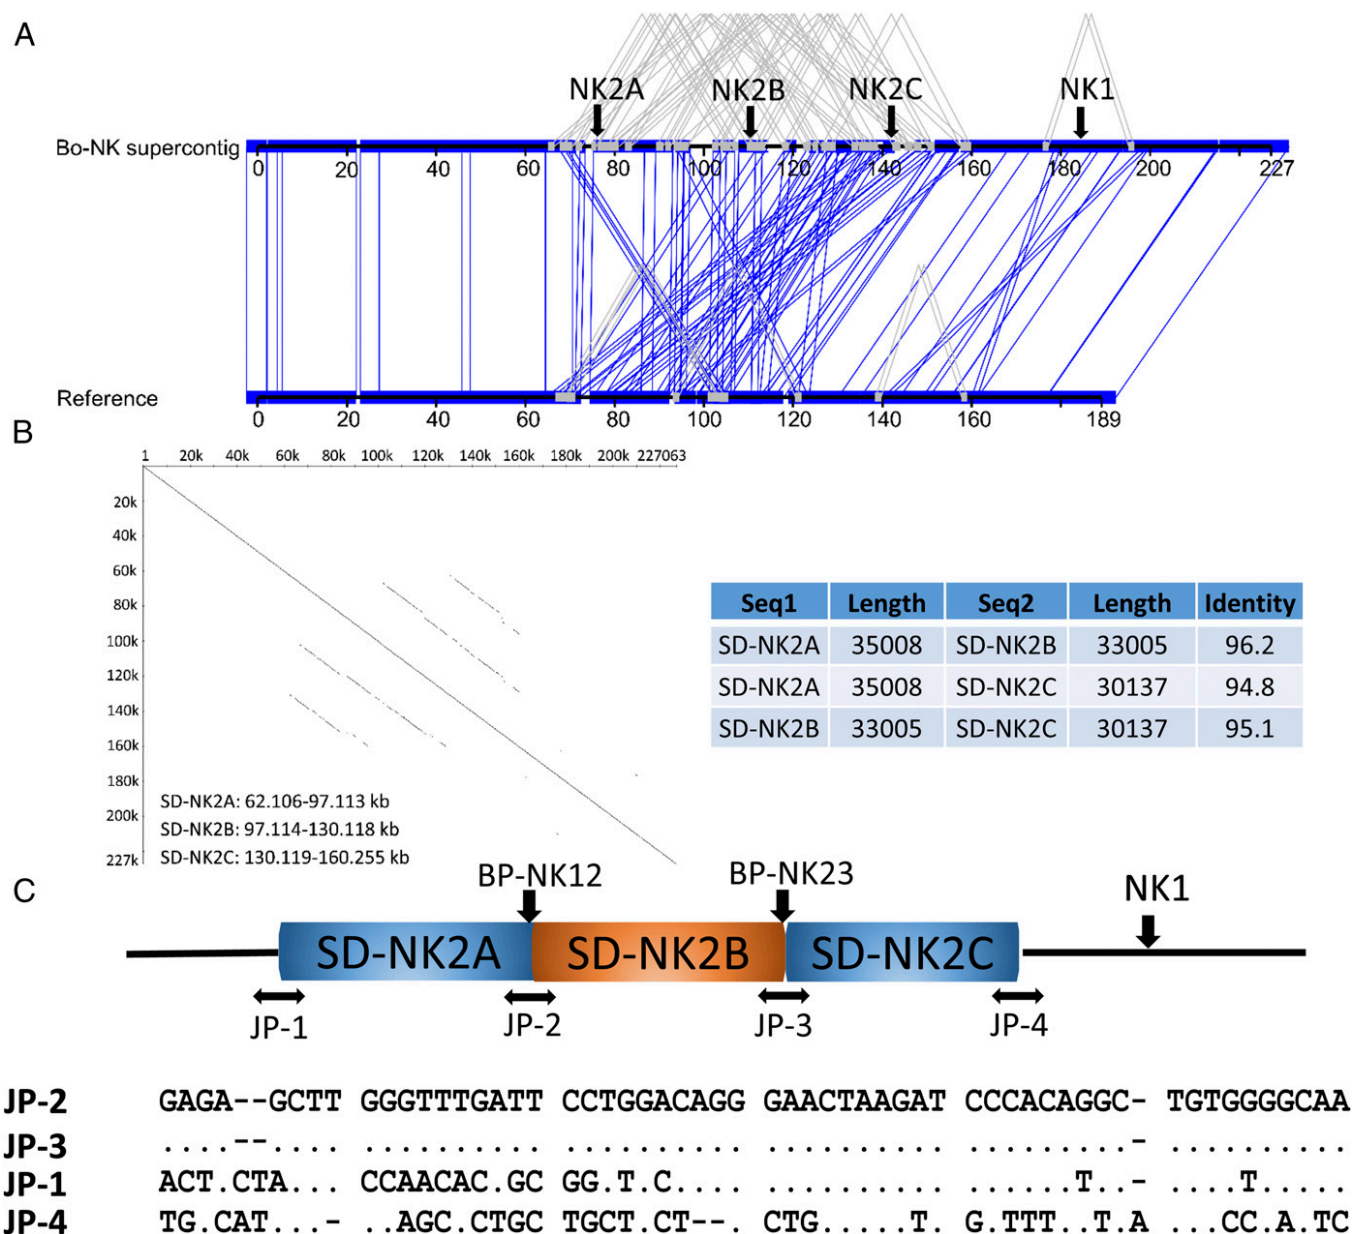 A
NK2A NK2B NK2C NK1
Bo-NK supercontig
0 20 40 60 80 100 120 140 160 180 200 227
Reference
0 20 40 60 80 100 120 140 160 189
B
1 20k 40k 60k 80k 100k 120k 140k 160k 180k 200k 227063
20k
40k
60k
80k
100k
120k
140k
160k
180k
200k
227k
SD-NK2A: 62.106-97.113 kb
SD-NK2B: 97.114-130.118 kb
SD-NK2C: 130.119-160.255 kb
Seq1 Length Seq2 Length Identity
SD-NK2A 35008 SD-NK2B 33005 96.2
SD-NK2A 35008 SD-NK2C 30137 94.8
SD-NK2B 33005 SD-NK2C 30137 95.1
C
BP-NK12 BP-NK23 NK1
SD-NK2A SD-NK2B SD-NK2C
JP-1 JP-2 JP-3 JP-4
JP-2 GAGA--GCTT GGGTTTGATT CCTGGACAGG GAACTAAGAT CCCACAGGC- TGTGGGGCAA
JP-3 ....--.... .......... .......... .......... .........- ..........
JP-1 ACT.CTA... CCAACAC.GC GG.T.C.... .......... ......T..- ....T.....
JP-4 TG.CAT...- ..AGC.CTGC TGCT.CT--. CTG.....T. G.TTT..T.A ...CC.A.TC